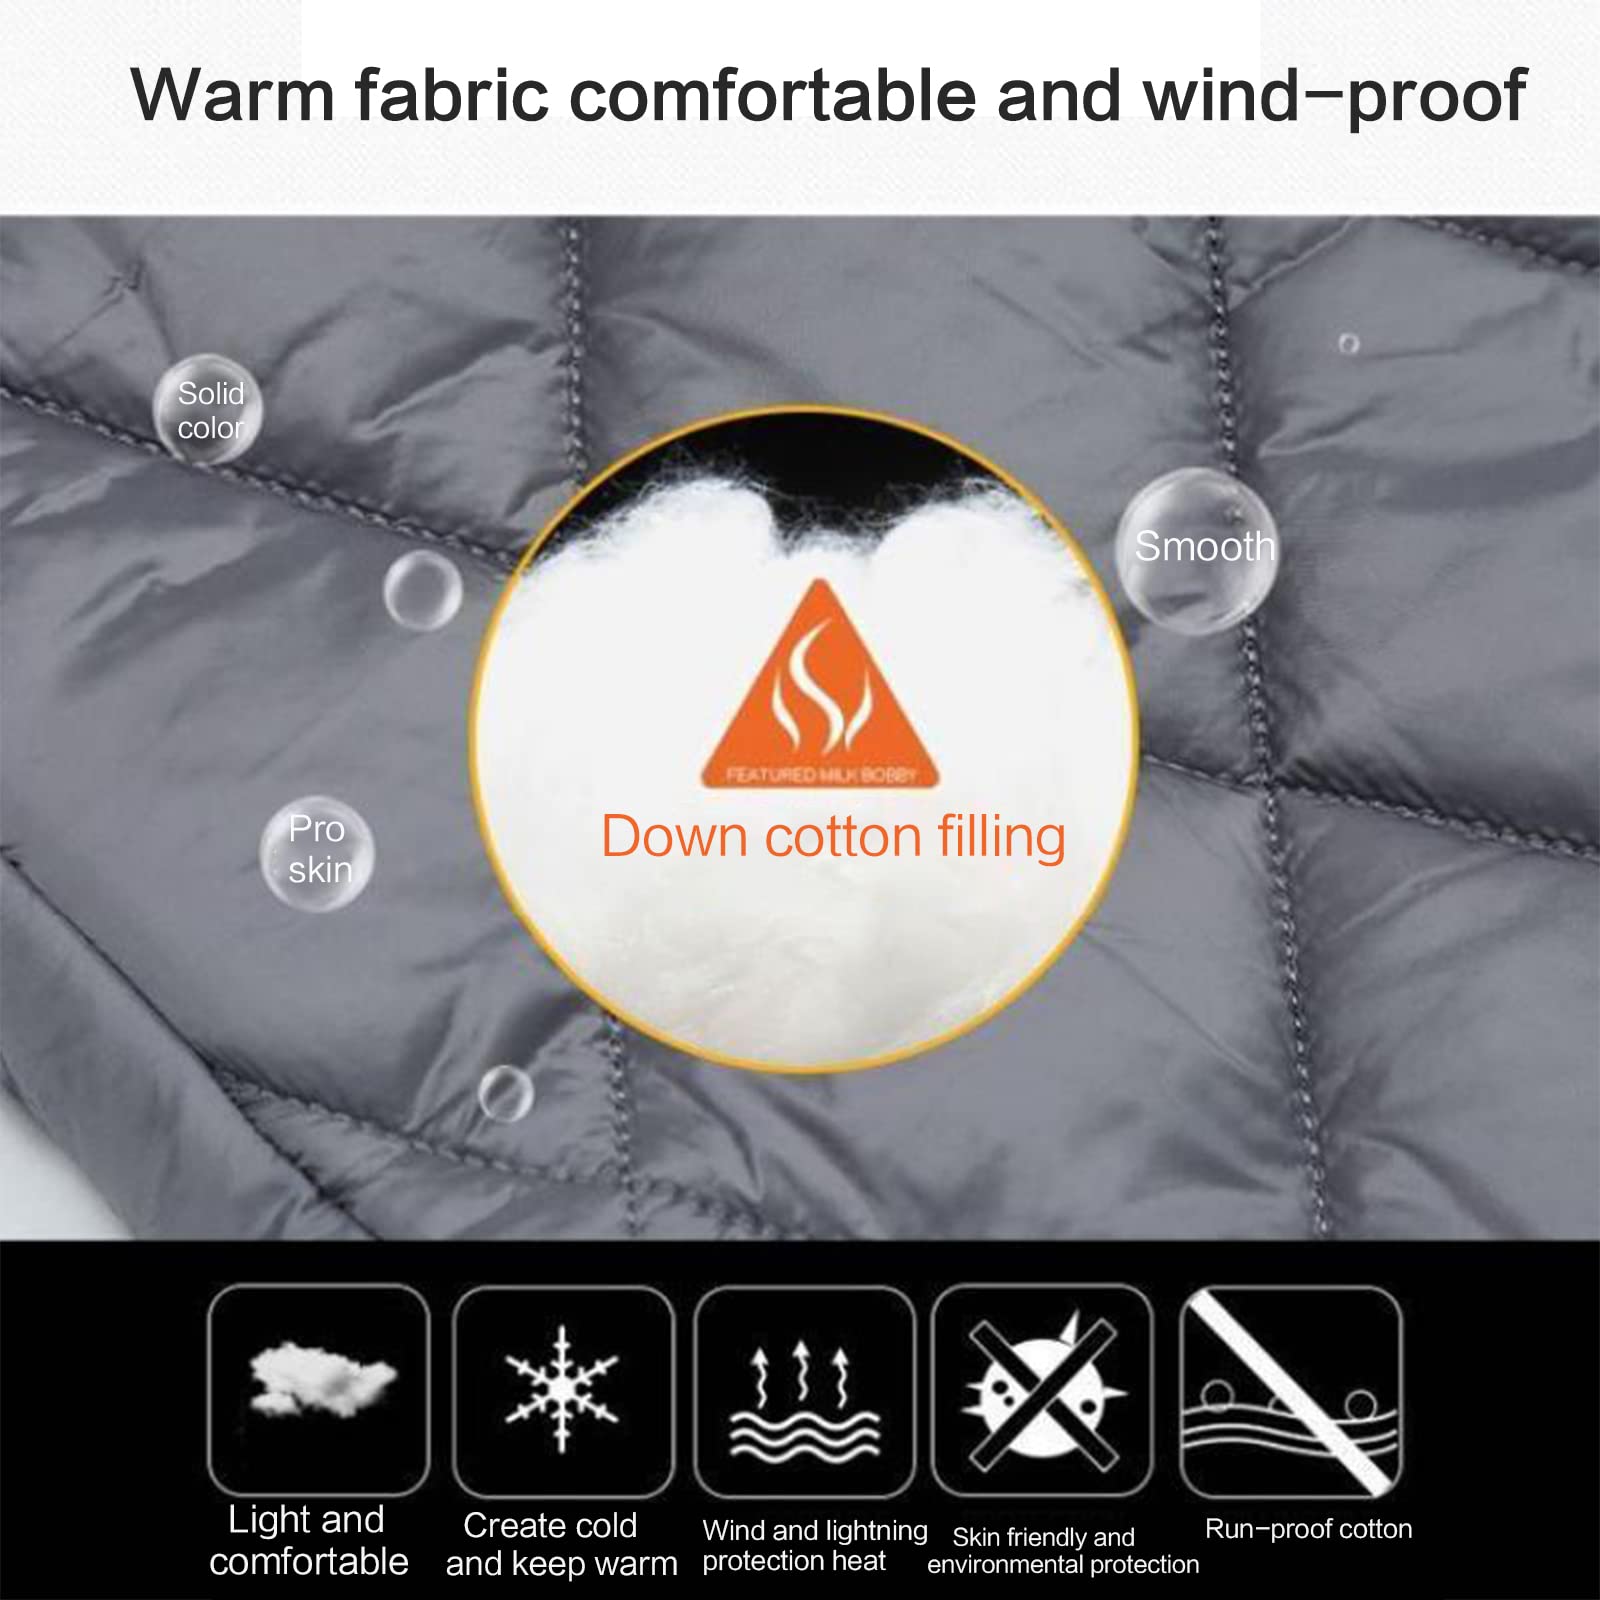 Warm fabric comfortable and wind-proof
Solid
color
Smooth
FEATURED MILK BOBBY
Down cotton filling
Pro
skin
Light and
comfortable
Create cold
and keep warm
Wind and lightning
protection heat
Skin friendly and
environmental protection
Run-proof cotton